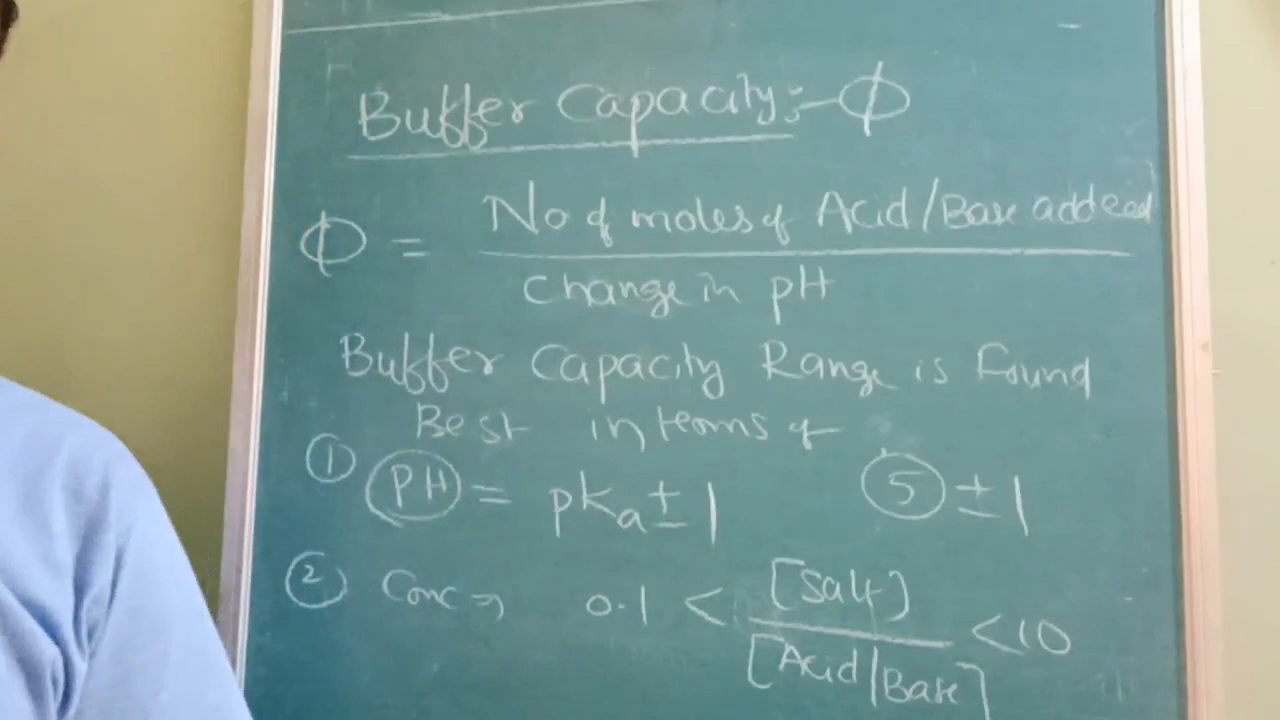 Buffer Capacity:- ϕ
ϕ = No of moles of Acid/Base added
change in pH
Buffer Capacity Range is Found
Best in terms of
① PH = pKa ± 1 5 ± 1
② Conc ⇒ 0.1 < [Salt] / [Acid/Base] < 10